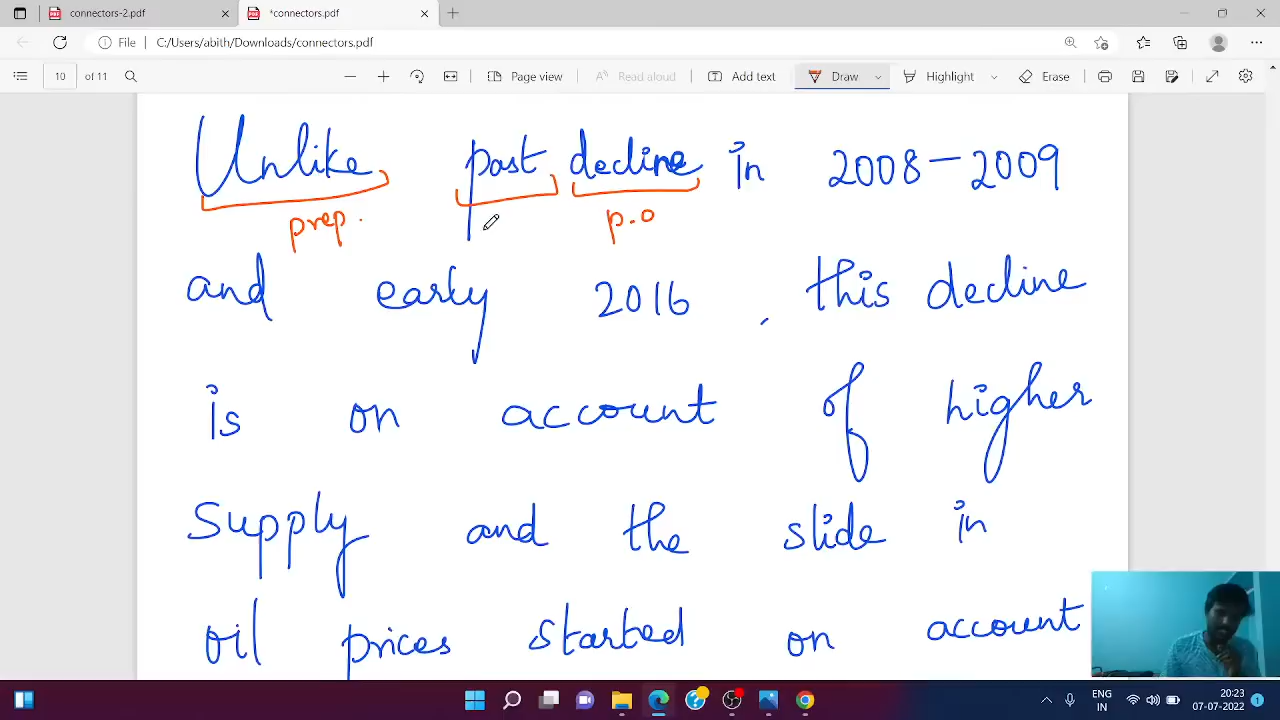 connectors-2.pdf
*connectors.pdf
File
C:/Users/abith/Downloads/connectors.pdf
10 of 11
Page view
Read aloud
Add text
Draw
Highlight
Erase
Unlike past decline in 2008-2009
prep. p.o
and early 2016, this decline
is on account of higher
supply and the slide in
oil prices started on account
ENG
IN
20:23
07-07-2022
1